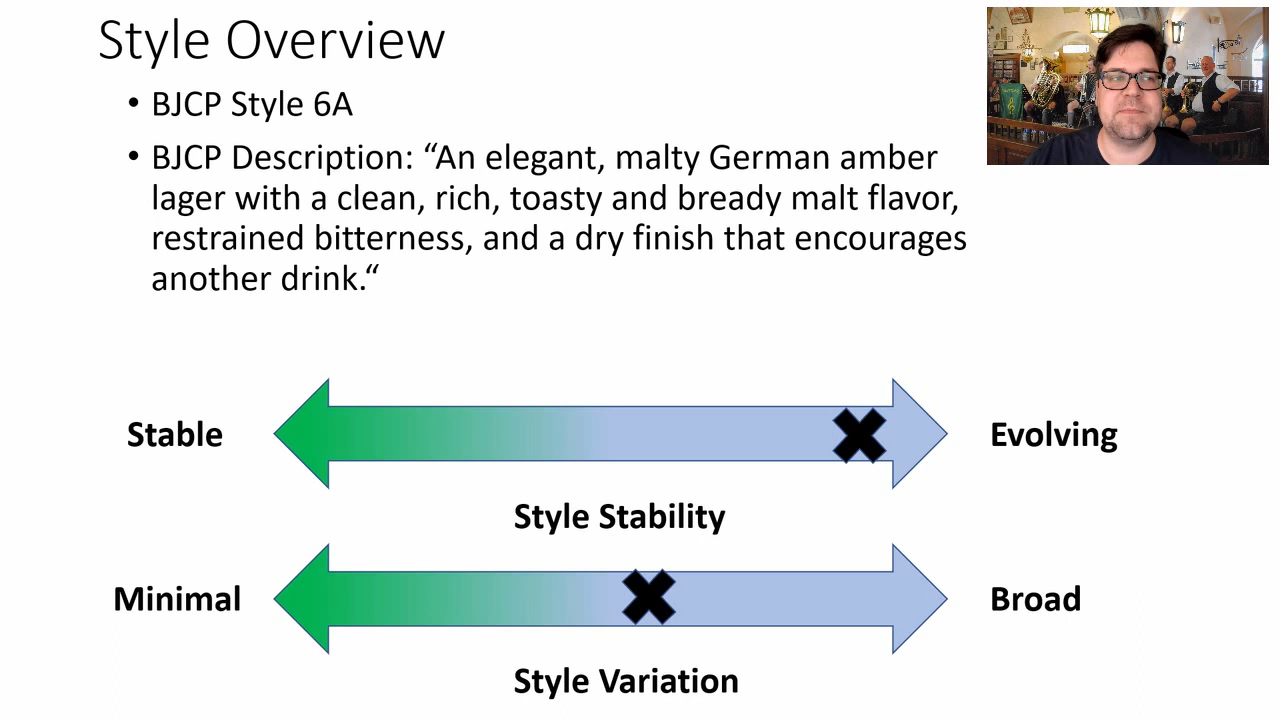 Style Overview
• BJCP Style 6A
• BJCP Description: “An elegant, malty German amber
lager with a clean, rich, toasty and bready malt flavor,
restrained bitterness, and a dry finish that encourages
another drink.“
Stable
Evolving
Style Stability
Minimal
Broad
Style Variation